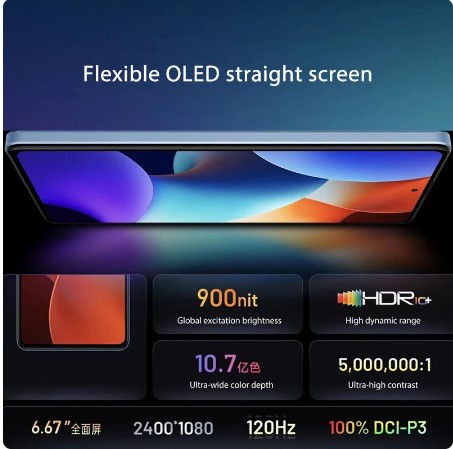 Flexible OLED straight screen
900nit
Global excitation brightness
HDR10+
High dynamic range
10.7亿色
Ultra-wide color depth
5,000,000:1
Ultra-high contrast
6.67"全面屏
2400*1080
120Hz
100% DCI-P3